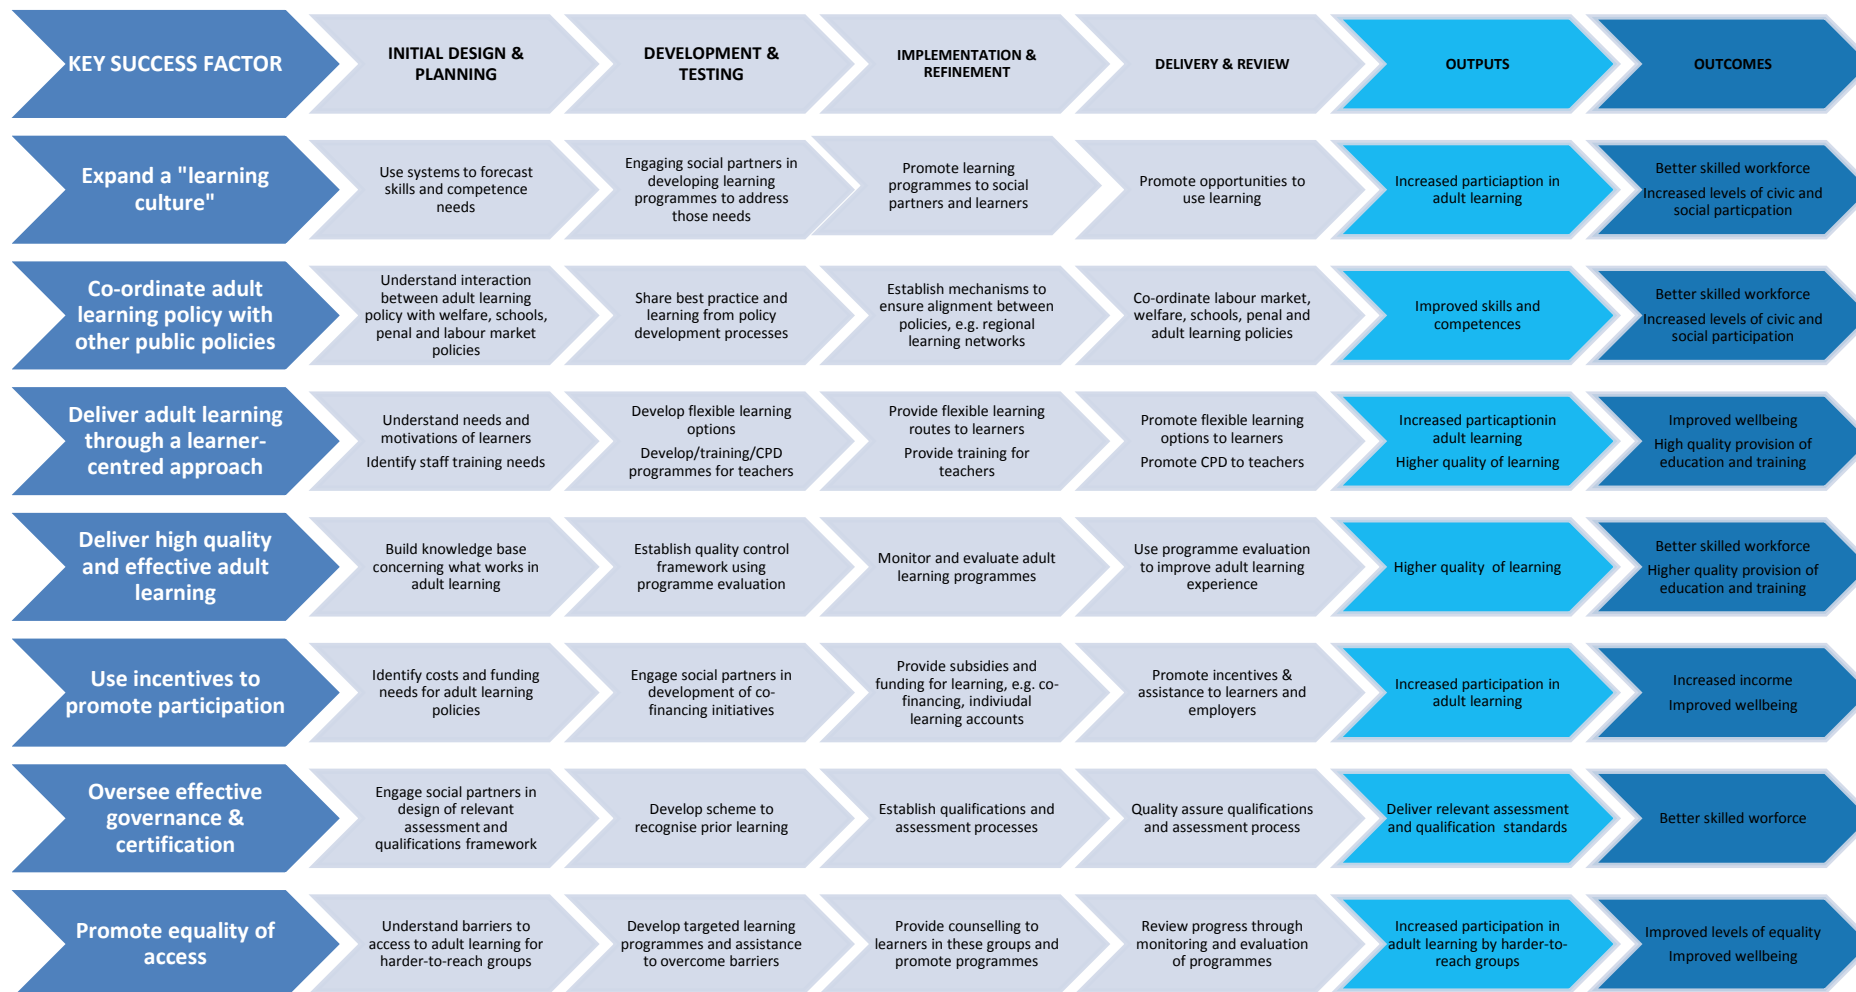 KEY SUCCESS FACTOR
INITIAL DESIGN &
PLANNING
DEVELOPMENT &
TESTING
IMPLEMENTATION &
REFINEMENT
DELIVERY & REVIEW
OUTPUTS
OUTCOMES
Expand a "learning
culture"
Use systems to forecast
skills and competence
needs
Engaging social partners in
developing learning
programmes to address
those needs
Promote learning
programmes to social
partners and learners
Promote opportunities to
use learning
Increased particiaption in
adult learning
Better skilled workforce
Increased levels of civic and
social particpation
Co-ordinate adult
learning policy with
other public policies
Understand interaction
between adult learning
policy with welfare, schools,
penal and labour market
policies
Share best practice and
learning from policy
development processes
Establish mechanisms to
ensure alignment between
policies, e.g. regional
learning networks
Co-ordinate labour market,
welfare, schools, penal and
adult learning policies
Improved skills and
competences
Better skilled workforce
Increased levels of civic and
social participation
Deliver adult learning
through a learner-
centred approach
Understand needs and
motivations of learners
Identify staff training needs
Develop flexible learning
options
Develop/training/CPD
programmes for teachers
Provide flexible learning
routes to learners
Provide training for
teachers
Promote flexible learning
options to learners
Promote CPD to teachers
Increased particaptionin
adult learning
Higher quality of learning
Improved wellbeing
High quality provision of
education and training
Deliver high quality
and effective adult
learning
Build knowledge base
concerning what works in
adult learning
Establish quality control
framework using
programme evaluation
Monitor and evaluate adult
learning programmes
Use programme evaluation
to improve adult learning
experience
Higher quality  of learning
Better skilled workforce
Higher quality provision of
education and training
Use incentives to
promote participation
Identify costs and funding
needs for adult learning
policies
Engage social partners in
development of co-
financing initiatives
Provide subsidies and
funding for learning, e.g. co-
financing, indiviudal
learning accounts
Promote incentives &
assistance to learners and
employers
Increased participation in
adult learning
Increased incorme
Improved wellbeing
Oversee effective
governance &
certification
Engage social partners in
design of relevant
assessment and
qualifications framework
Develop scheme to
recognise prior learning
Establish qualifications and
assessment processes
Quality assure qualifications
and assessment process
Deliver relevant assessment
and qualification  standards
Better skilled worforce
Promote equality of
access
Understand barriers to
access to adult learning for
harder-to-reach groups
Develop targeted learning
programmes and assistance
to overcome barriers
Provide counselling to
learners in these groups and
promote programmes
Review progress through
monitoring and evaluation
of programmes
Increased participation in
adult learning by harder-to-
reach groups
Improved levels of equality
Improved wellbeing